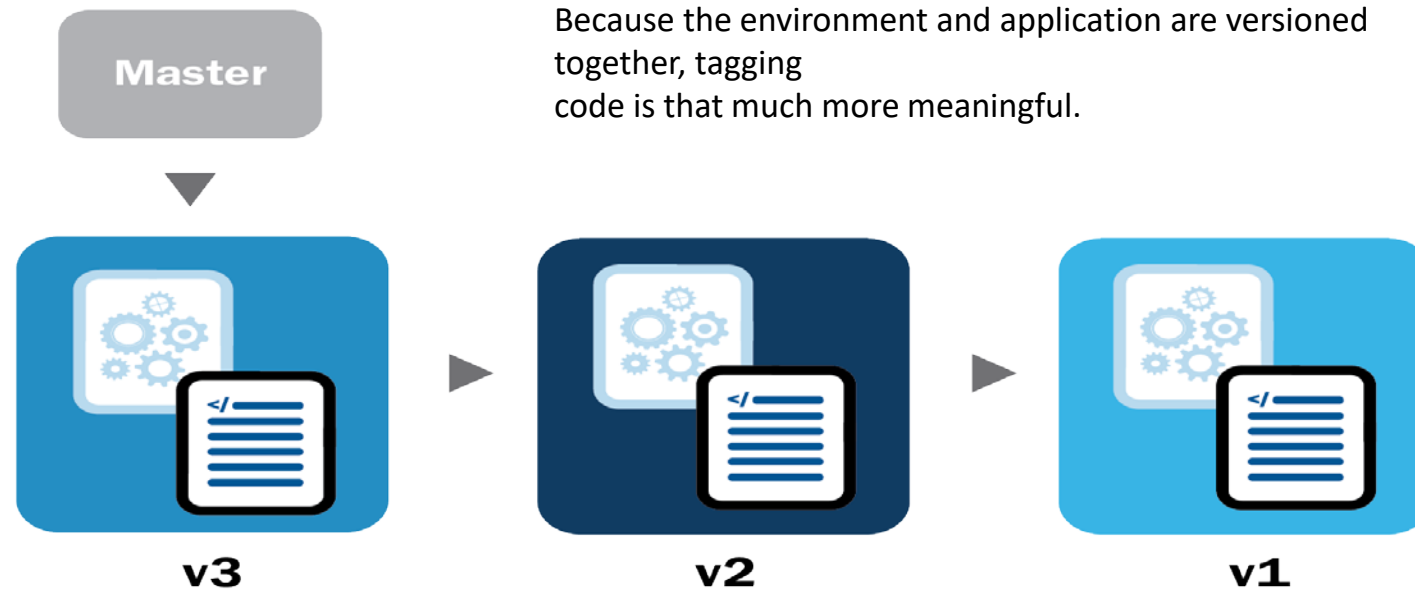 Master
Because the environment and application are versioned
together, tagging
code is that much more meaningful.
</
</
</
v3
v2
v1